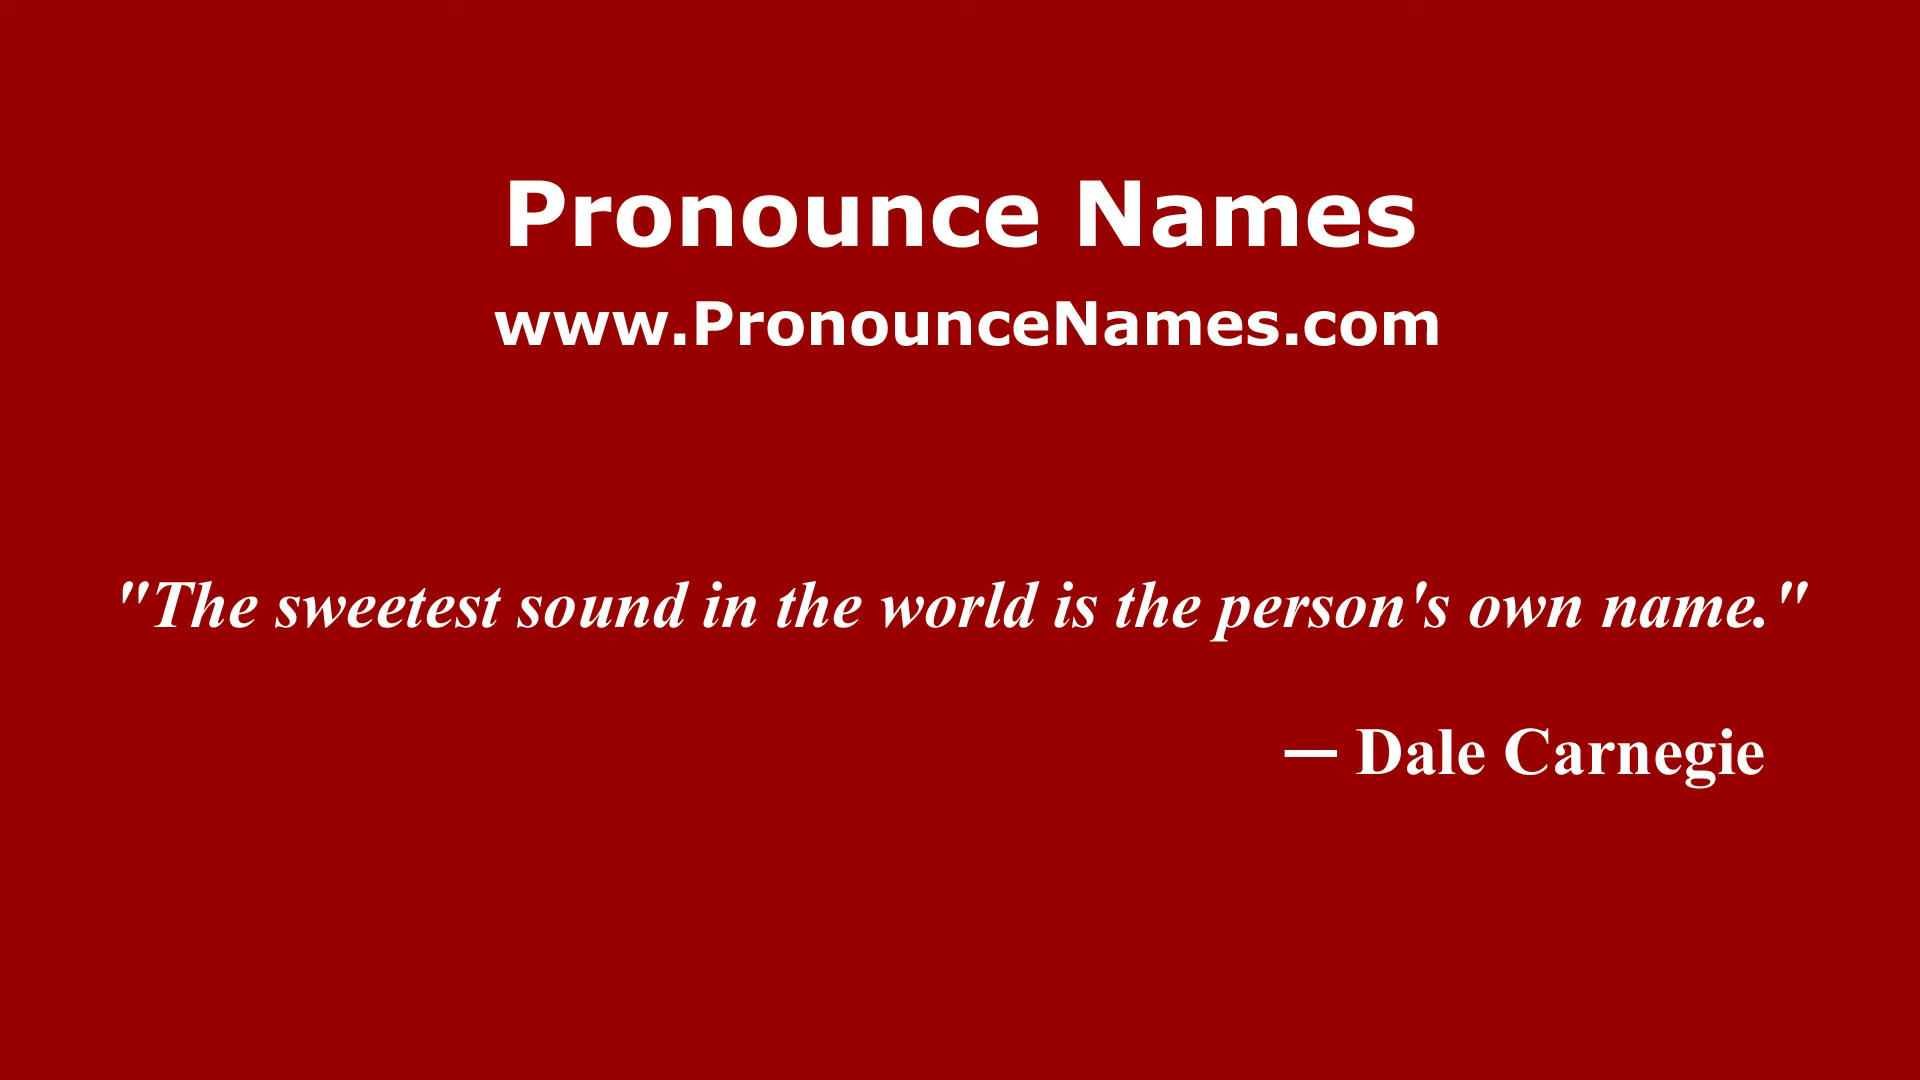 Pronounce Names
www.PronounceNames.com
"The sweetest sound in the world is the person's own name."
— Dale Carnegie